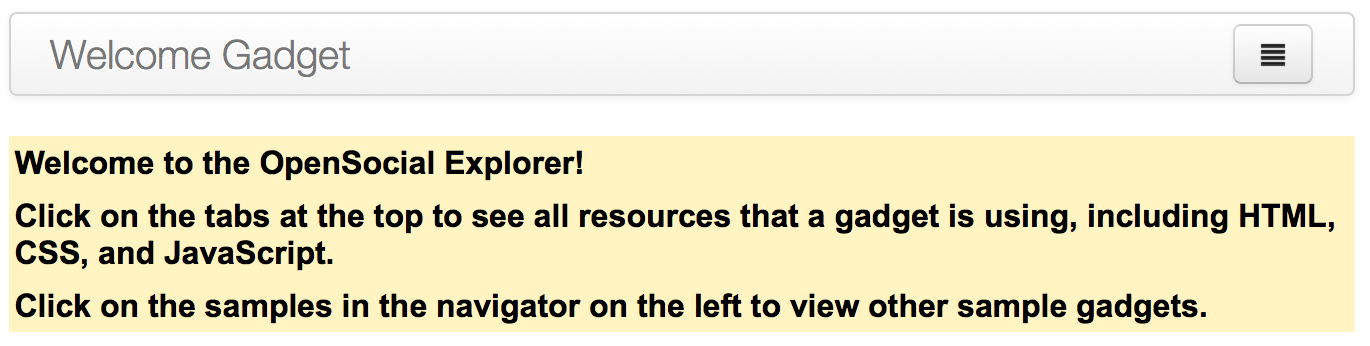 Welcome Gadget
Welcome to the OpenSocial Explorer!
Click on the tabs at the top to see all resources that a gadget is using, including HTML,
CSS, and JavaScript.
Click on the samples in the navigator on the left to view other sample gadgets.